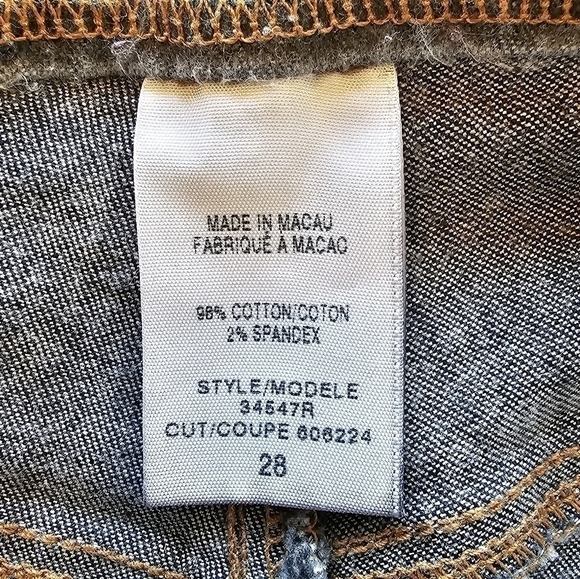 MADE IN MACAU
FABRIQUÉ À MACAO
98% COTTON/COTON
2% SPANDEX
STYLE/MODELE
34547R
CUT/COUPE 606224
28